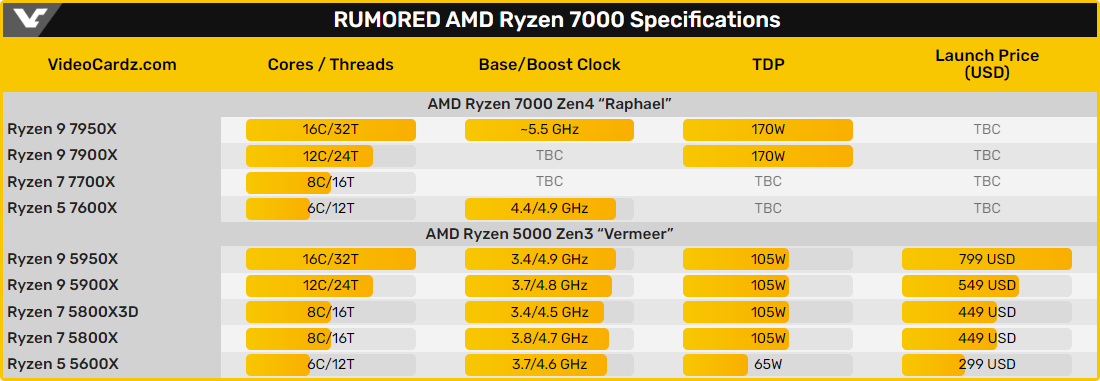 RUMORED AMD Ryzen 7000 Specifications
VideoCardz.com Cores / Threads Base/Boost Clock TDP Launch Price (USD)
AMD Ryzen 7000 Zen4 “Raphael”
Ryzen 9 7950X 16C/32T ~5.5 GHz 170W TBC
Ryzen 9 7900X 12C/24T TBC 170W TBC
Ryzen 7 7700X 8C/16T TBC TBC TBC
Ryzen 5 7600X 6C/12T 4.4/4.9 GHz TBC TBC
AMD Ryzen 5000 Zen3 “Vermeer”
Ryzen 9 5950X 16C/32T 3.4/4.9 GHz 105W 799 USD
Ryzen 9 5900X 12C/24T 3.7/4.8 GHz 105W 549 USD
Ryzen 7 5800X3D 8C/16T 3.4/4.5 GHz 105W 449 USD
Ryzen 7 5800X 8C/16T 3.8/4.7 GHz 105W 449 USD
Ryzen 5 5600X 6C/12T 3.7/4.6 GHz 65W 299 USD